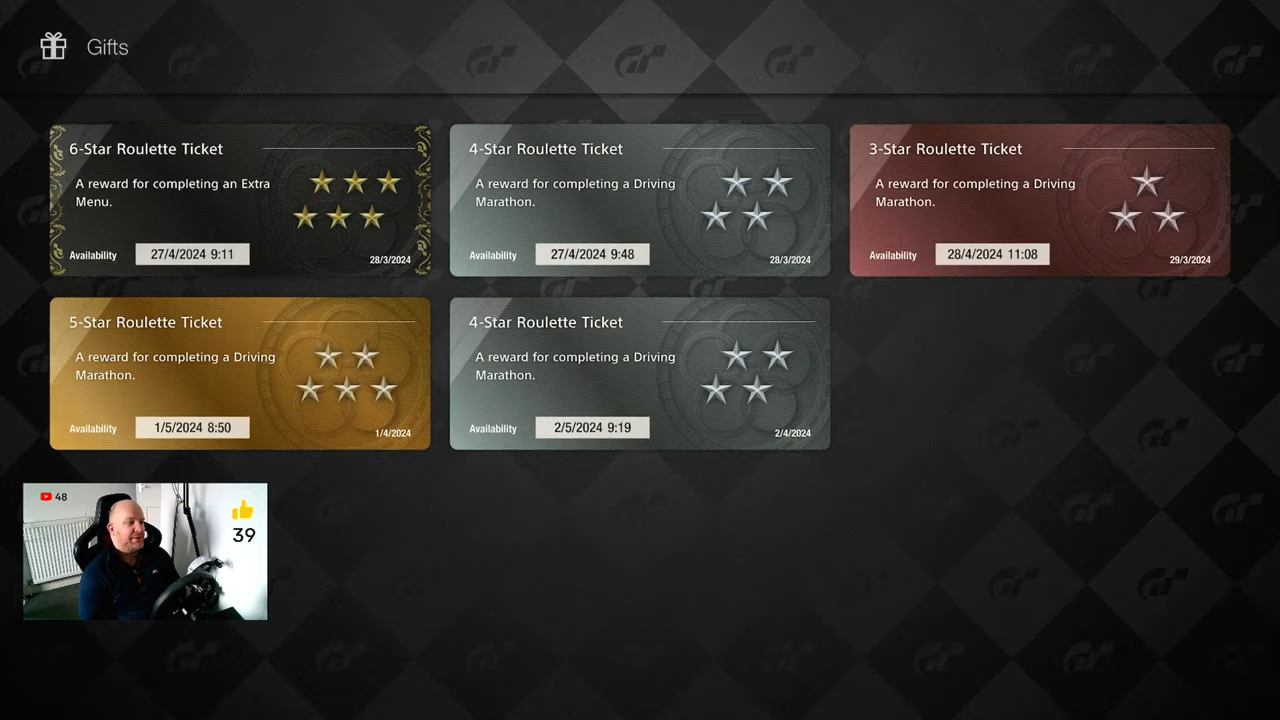 Gifts
6-Star Roulette Ticket
A reward for completing an Extra
Menu.
Availability 27/4/2024 9:11 28/3/2024
4-Star Roulette Ticket
A reward for completing a Driving
Marathon.
Availability 27/4/2024 9:48 28/3/2024
3-Star Roulette Ticket
A reward for completing a Driving
Marathon.
Availability 28/4/2024 11:08 29/3/2024
5-Star Roulette Ticket
A reward for completing a Driving
Marathon.
Availability 1/5/2024 8:50 1/4/2024
4-Star Roulette Ticket
A reward for completing a Driving
Marathon.
Availability 2/5/2024 9:19 2/4/2024
48
39